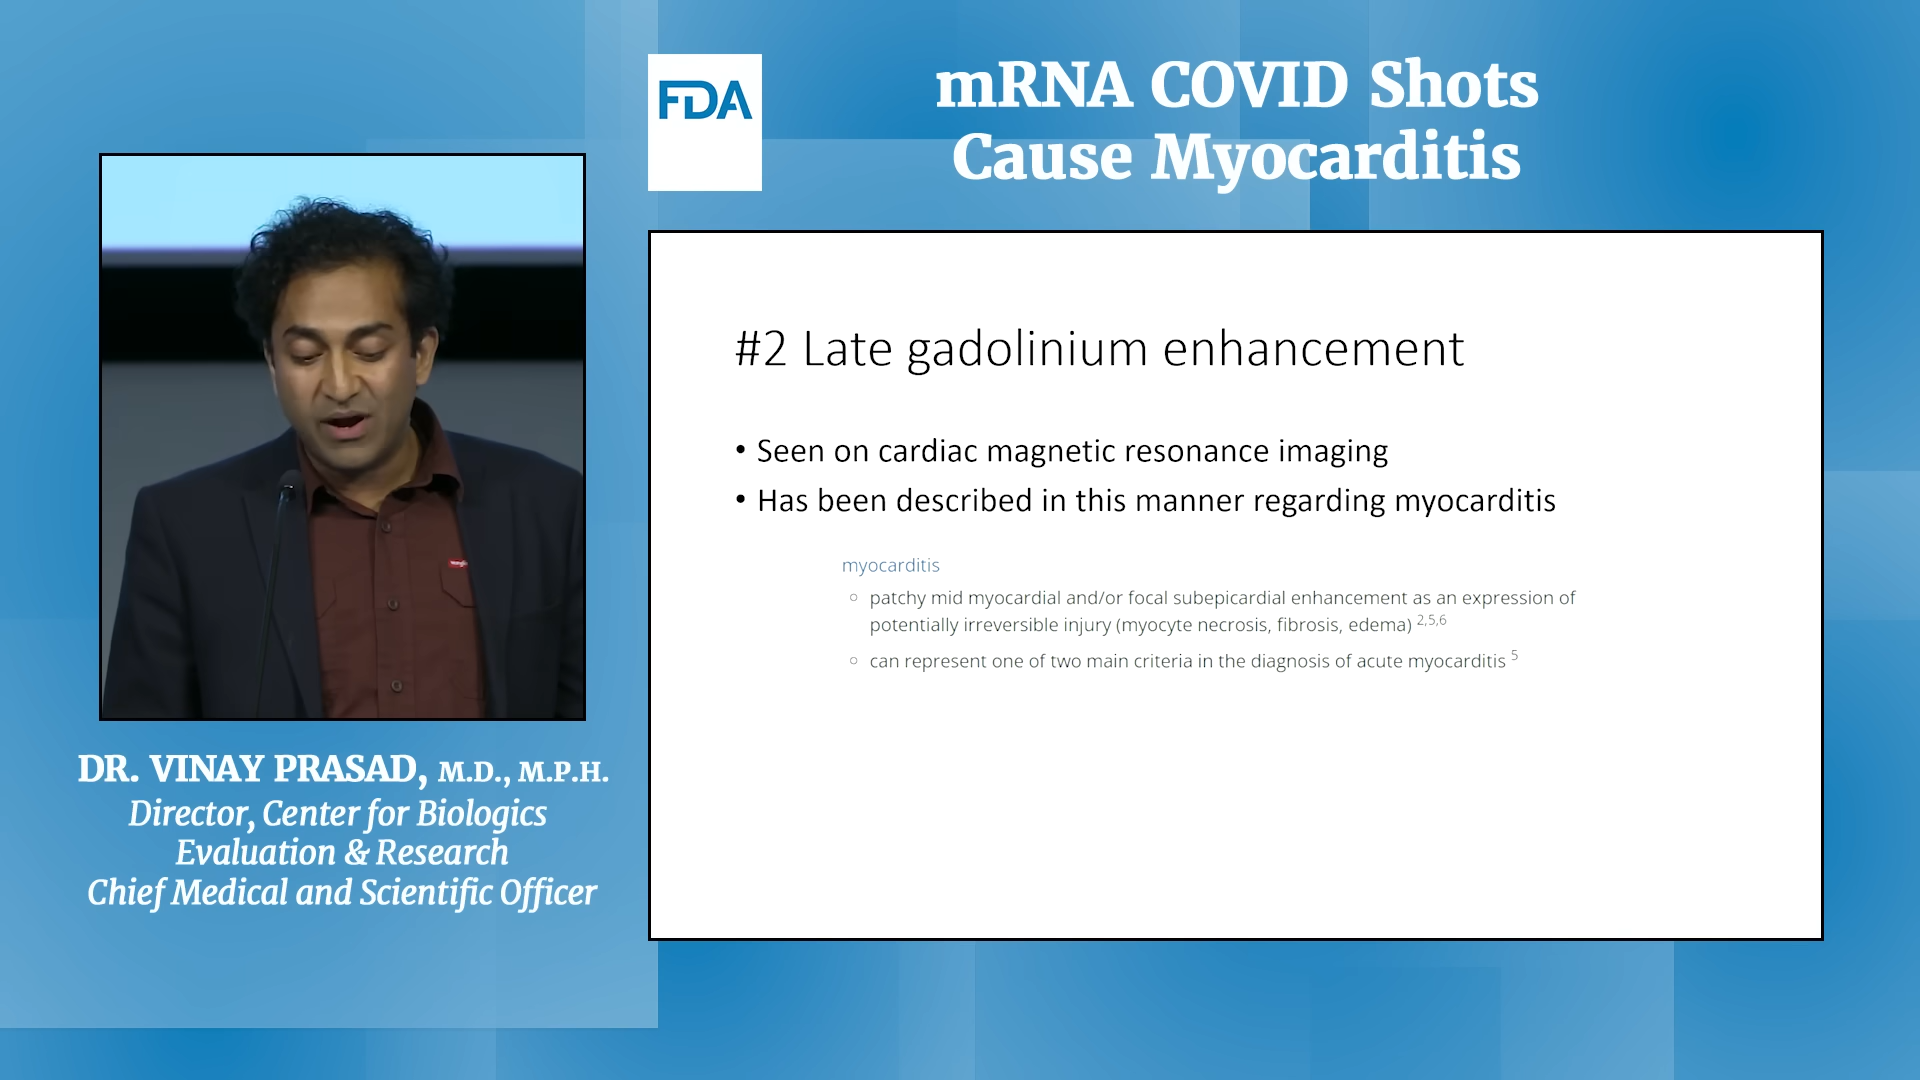 FDA
mRNA COVID Shots
Cause Myocarditis
#2 Late gadolinium enhancement
• Seen on cardiac magnetic resonance imaging
• Has been described in this manner regarding myocarditis
myocarditis
○ patchy mid myocardial and/or focal subepicardial enhancement as an expression of
potentially irreversible injury (myocyte necrosis, fibrosis, edema) 2,5,6
○ can represent one of two main criteria in the diagnosis of acute myocarditis 5
DR. VINAY PRASAD, M.D., M.P.H.
Director, Center for Biologics
Evaluation & Research
Chief Medical and Scientific Officer